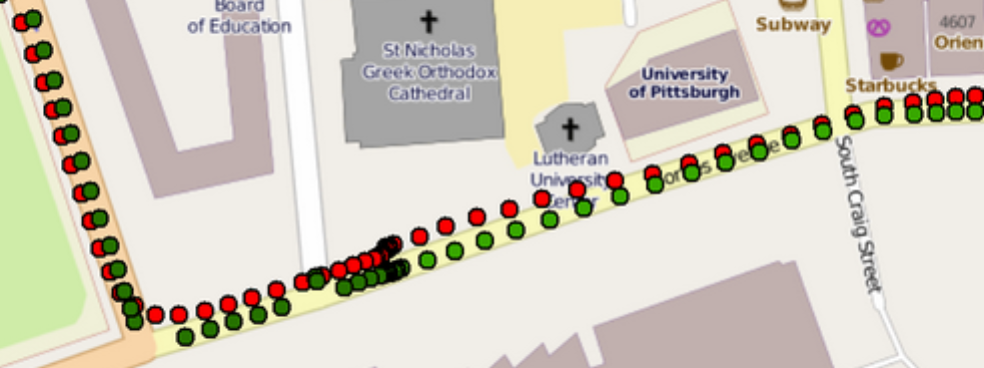 Board
of Education
St Nicholas
Greek Orthodox
Cathedral
University
of Pittsburgh
Subway
4607
Orien
Starbucks
Lutheran
University
Center
South Craig Street